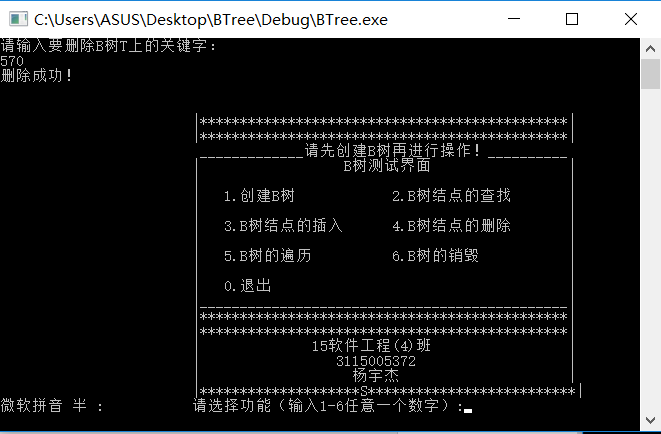 C:\Users\ASUS\Desktop\BTree\Debug\BTree.exe
请输入要删除B树T上的关键字:
570
删除成功!
|**********************************************|
|**********************************************|
_____________请先创建B树再进行操作!__________
B树测试界面
1.创建B树 2.B树结点的查找
3.B树结点的插入 4.B树结点的删除
5.B树的遍历 6.B树的销毁
0.退出
______________________________________________
|**********************************************|
|**********************************************|
15软件工程(4)班
3115005372
杨宇杰
|********************S**************************|
微软拼音 半 : 请选择功能(输入1-6任意一个数字):